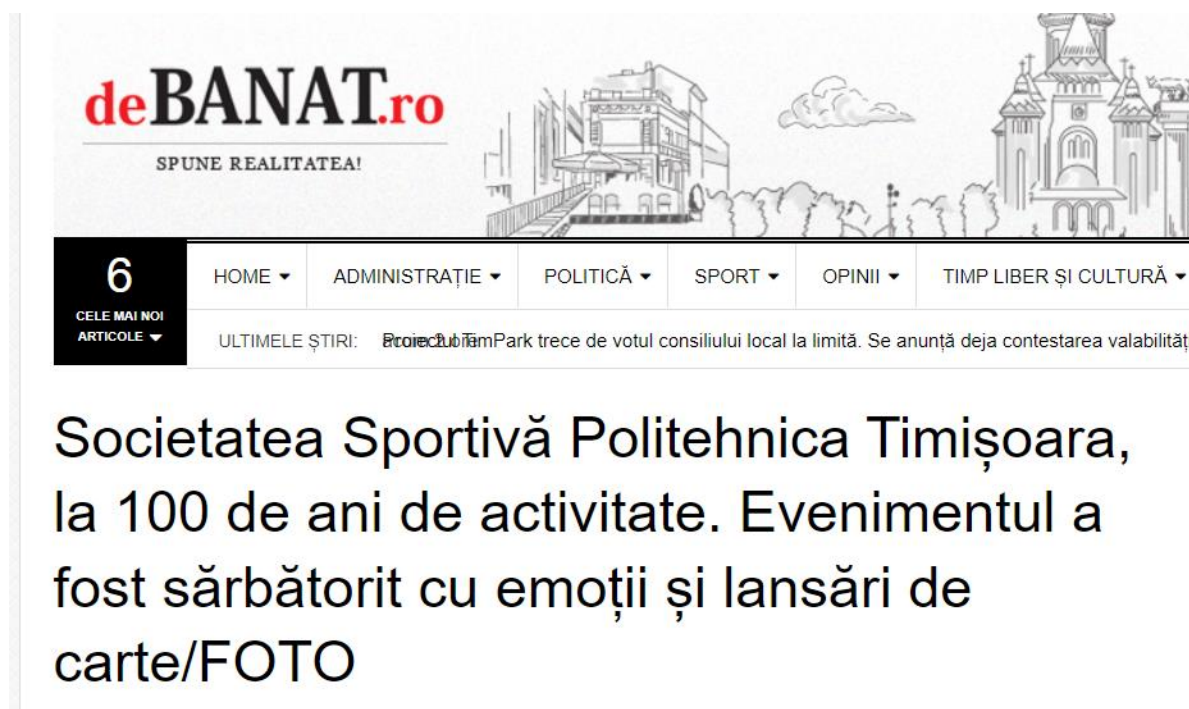 deBANAT.ro
SPUNE REALITATEA!
6
CELE MAI NOI
ARTICOLE
HOME
ADMINISTRAȚIE
POLITICĂ
SPORT
OPINII
TIMP LIBER ȘI CULTURĂ
ULTIMELE ȘTIRI: Proiectul TimPark trece de votul consiliului local la limită. Se anunță deja contestarea valabilităț
Societatea Sportivă Politehnica Timișoara,
la 100 de ani de activitate. Evenimentul a
fost sărbătorit cu emoții și lansări de
carte/FOTO